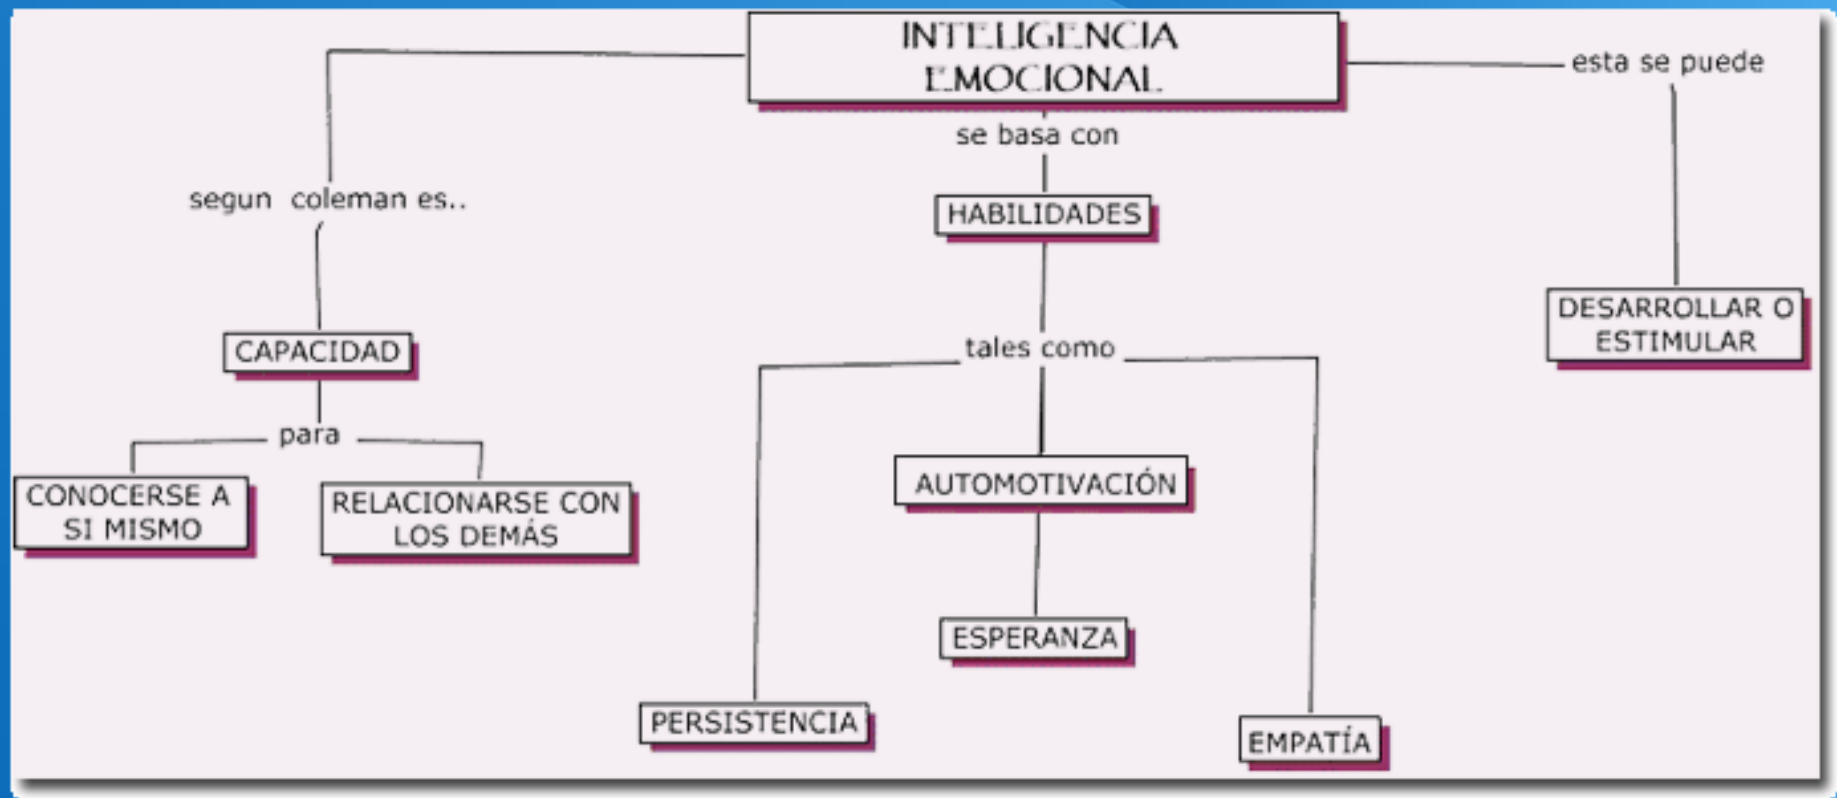 INTELIGENCIA
EMOCIONAL
esta se puede
se basa con
segun coleman es..
HABILIDADES
DESARROLLAR O
ESTIMULAR
CAPACIDAD
tales como
para
CONOCERSE A
SI MISMO
RELACIONARSE CON
LOS DEMÁS
AUTOMOTIVACIÓN
ESPERANZA
PERSISTENCIA
EMPATÍA